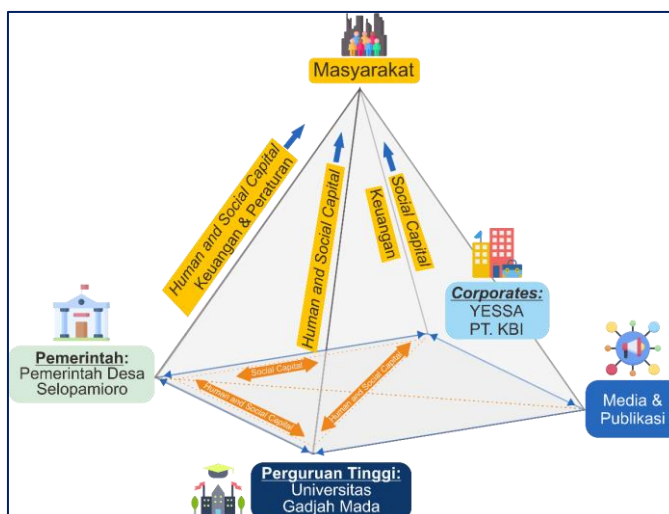 Masyarakat
Human and Social Capital
Keuangan & Peraturan
Human and Social Capital
Social Capital
Keuangan
Corporates:
YESSA
PT. KBI
Pemerintah:
Pemerintah Desa
Selopamioro
Social Capital
Human and Social Capital
Human and Social Capital
Media &
Publikasi
Perguruan Tinggi:
Universitas
Gadjah Mada